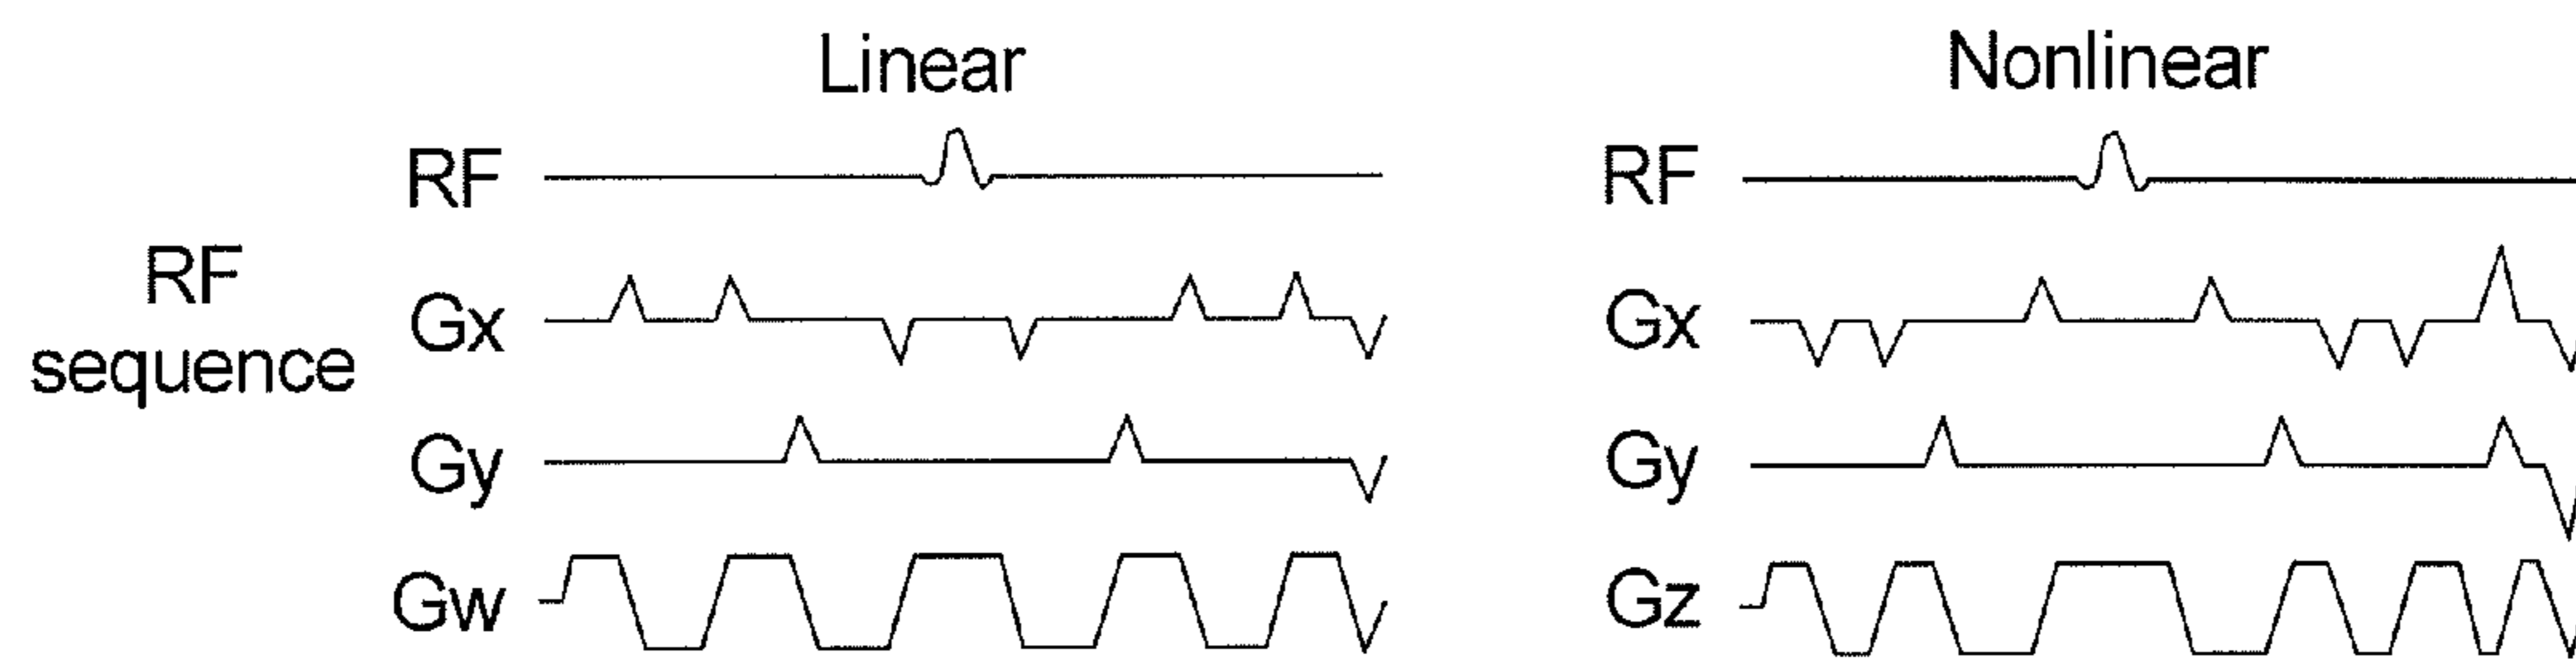 Linear
Nonlinear
RF
sequence
RF
Gx
Gy
Gw
RF
Gx
Gy
Gz